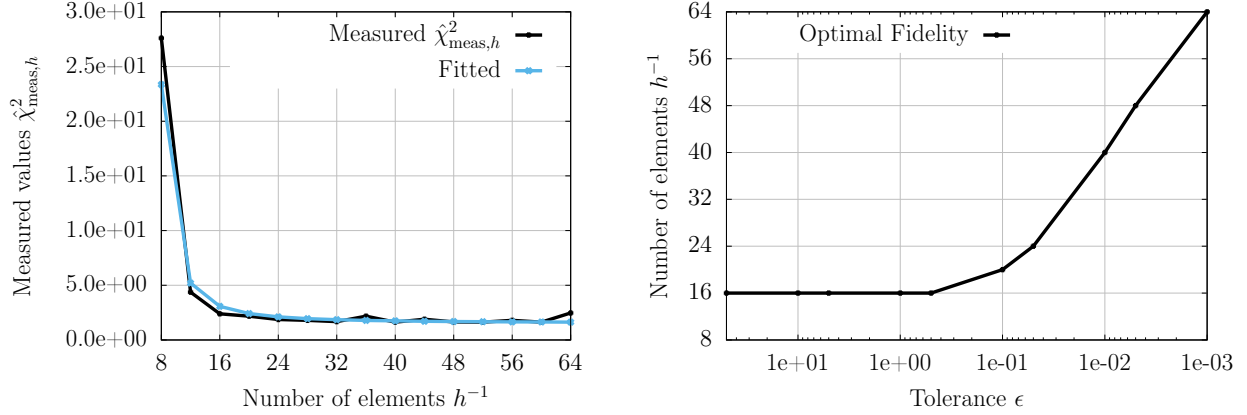 3.0e+01
2.5e+01
2.0e+01
1.5e+01
1.0e+01
5.0e+00
0.0e+00
Measured values χ̂²meas,h
Measured χ̂²meas,h
Fitted
8 16 24 32 40 48 56 64
Number of elements h⁻¹
64
56
48
40
32
24
16
8
Number of elements h⁻¹
Optimal Fidelity
1e+01 1e+00 1e-01 1e-02 1e-03
Tolerance ϵ